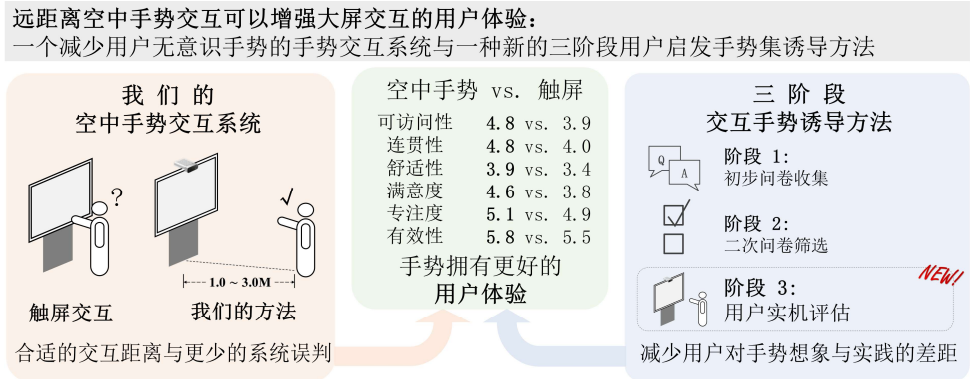 远距离空中手势交互可以增强大屏交互的用户体验：
一个减少用户无意识手势的手势交互系统与一种新的三阶段用户启发手势集诱导方法
我们的
空中手势交互系统
?
√
1.0 ~ 3.0M
触屏交互
我们的方法
合适的交互距离与更少的系统误判
空中手势 vs. 触屏
可访问性 4.8 vs. 3.9
连贯性 4.8 vs. 4.0
舒适性 3.9 vs. 3.4
满意度 4.6 vs. 3.8
专注度 5.1 vs. 4.9
有效性 5.8 vs. 5.5
手势拥有更好的
用户体验
三阶段
交互手势诱导方法
Q
A
阶段 1:
初步问卷收集
阶段 2:
二次问卷筛选
NEW!
阶段 3:
用户实机评估
减少用户对手势想象与实践的差距